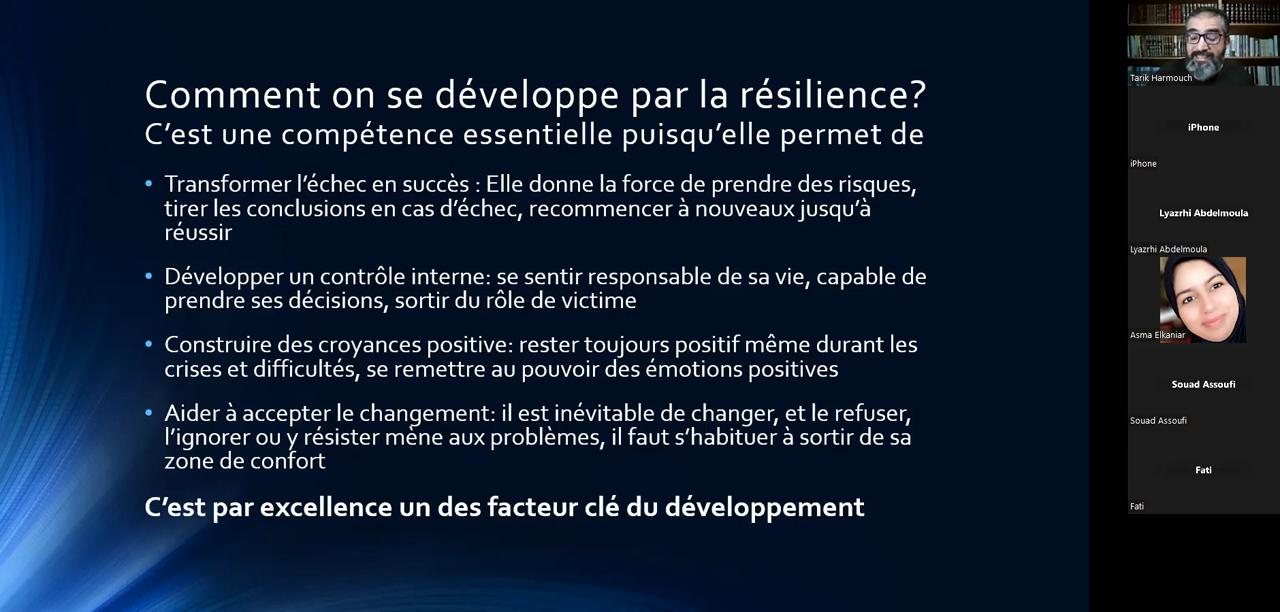 Comment on se développe par la résilience?
C’est une compétence essentielle puisqu’elle permet de
• Transformer l’échec en succès : Elle donne la force de prendre des risques,
tirer les conclusions en cas d’échec, recommencer à nouveaux jusqu’à
réussir
• Développer un contrôle interne: se sentir responsable de sa vie, capable de
prendre ses décisions, sortir du rôle de victime
• Construire des croyances positive: rester toujours positif même durant les
crises et difficultés, se remettre au pouvoir des émotions positives
• Aider à accepter le changement: il est inévitable de changer, et le refuser,
l’ignorer ou y résister mène aux problèmes, il faut s’habituer à sortir de sa
zone de confort
C’est par excellence un des facteur clé du développement
Tarik Harmouch
iPhone
iPhone
Lyazrhi Abdelmoula
Lyazrhi Abdelmoula
Asma Elkaniar
Souad Assoufi
Souad Assoufi
Fati
Fati